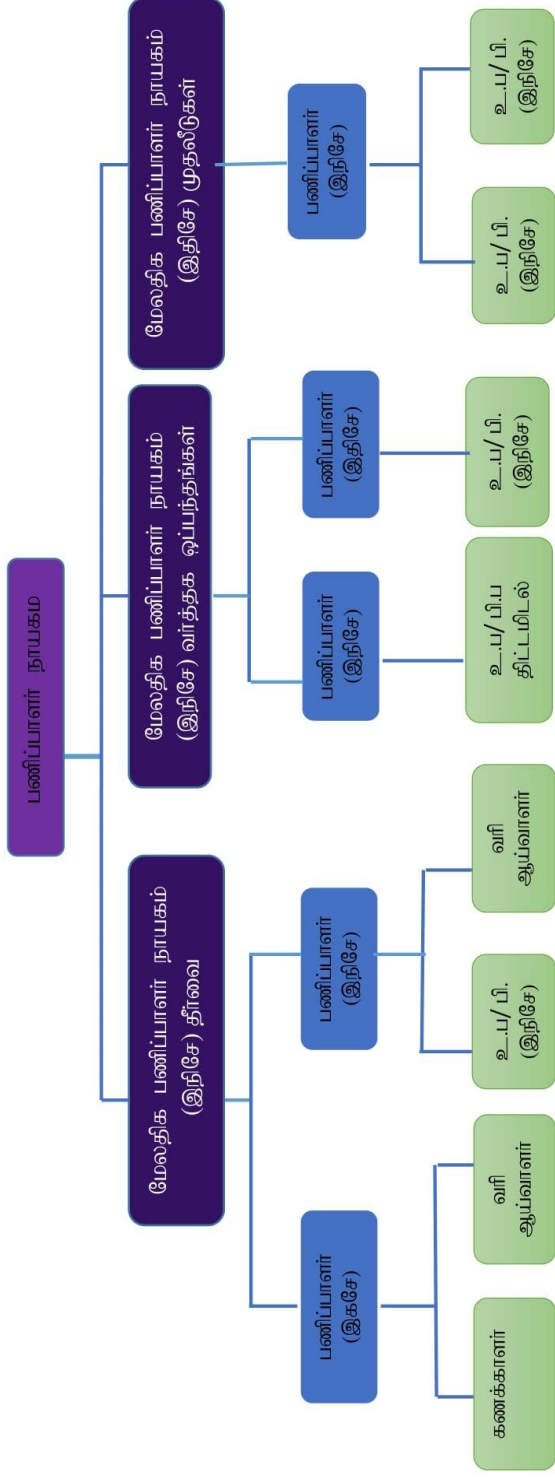 பணிப்பாளர் நாயகம
மேலதிக பணிப்பாளர் நாயகம்
(இநிசே) தீர்வை
மேலதிக பணிப்பாளர் நாயகம்
(இநிசே) வர்த்தக ஒப்பந்தங்கள்
மேலதிக பணிப்பாளர் நாயகம்
(இதிசே) முதலீடுகள்
பணிப்பாளர்
(இகசே)
பணிப்பாளர்
(இநிசே)
பணிப்பாளர்
(இநிசே)
பணிப்பாளர்
(இதிசே)
பணிப்பாளர்
(இநிசே)
கணக்காளர்
வரி
ஆய்வாளர்
உ.ப/ பி.
(இநிசே)
வரி
ஆய்வாளர்
உ.ப/ பி.ப
திட்டமிடல்
உ.ப/ பி.
(இநிசே)
உ.ப/ பி.
(இநிசே)
உ.ப/ பி.
(இநிசே)